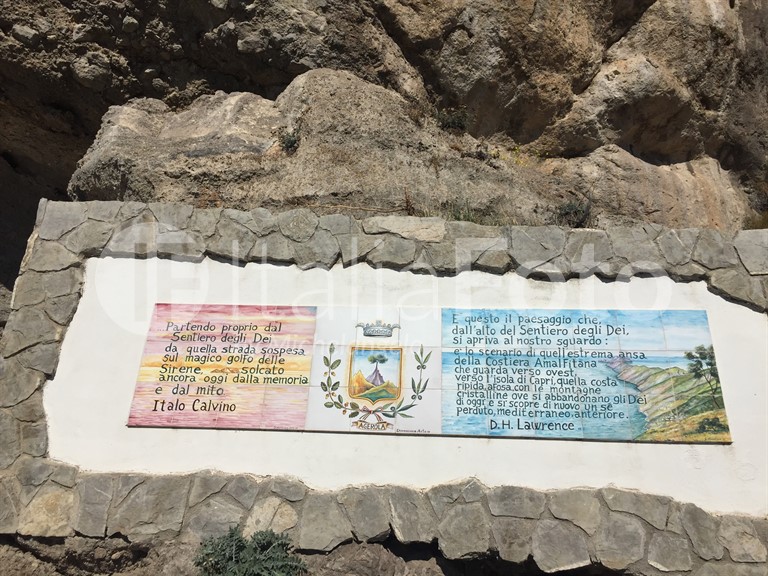 Partendo proprio dal
Sentiero degli Dei
da quella strada sospesa
sul magico golfo delle
Sirene, solcato
ancora oggi dalla memoria
e dal mito
Italo Calvino
AGEROLA
E questo il paesaggio che,
dall'alto del Sentiero degli Dei,
si apriva al nostro sguardo:
e lo scenario di quell'estrema ansa
della Costiera Amalfitana
che guarda verso ovest,
verso l'isola di Capri, quella costa
ripida, afosa, con le montagne
cristalline ove si abbandonano gli Dei
di oggi e si scopre di nuovo un sè
perduto, mediterraneo, anteriore.
D.H. Lawrence
ItaliaFoto